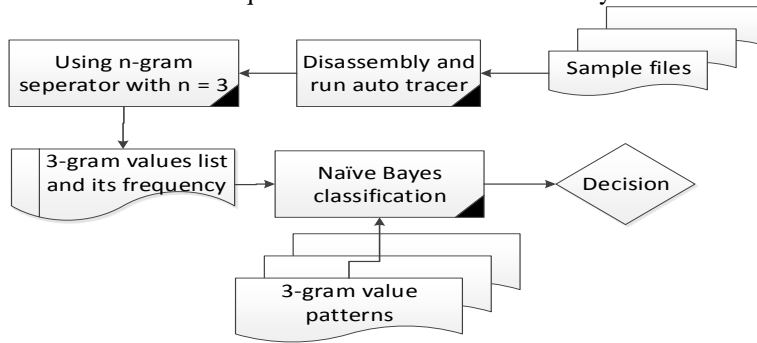 Using n-gram
seperator with n = 3
Disassembly and
run auto tracer
Sample files
3-gram values list
and its frequency
Naïve Bayes
classification
Decision
3-gram value
patterns